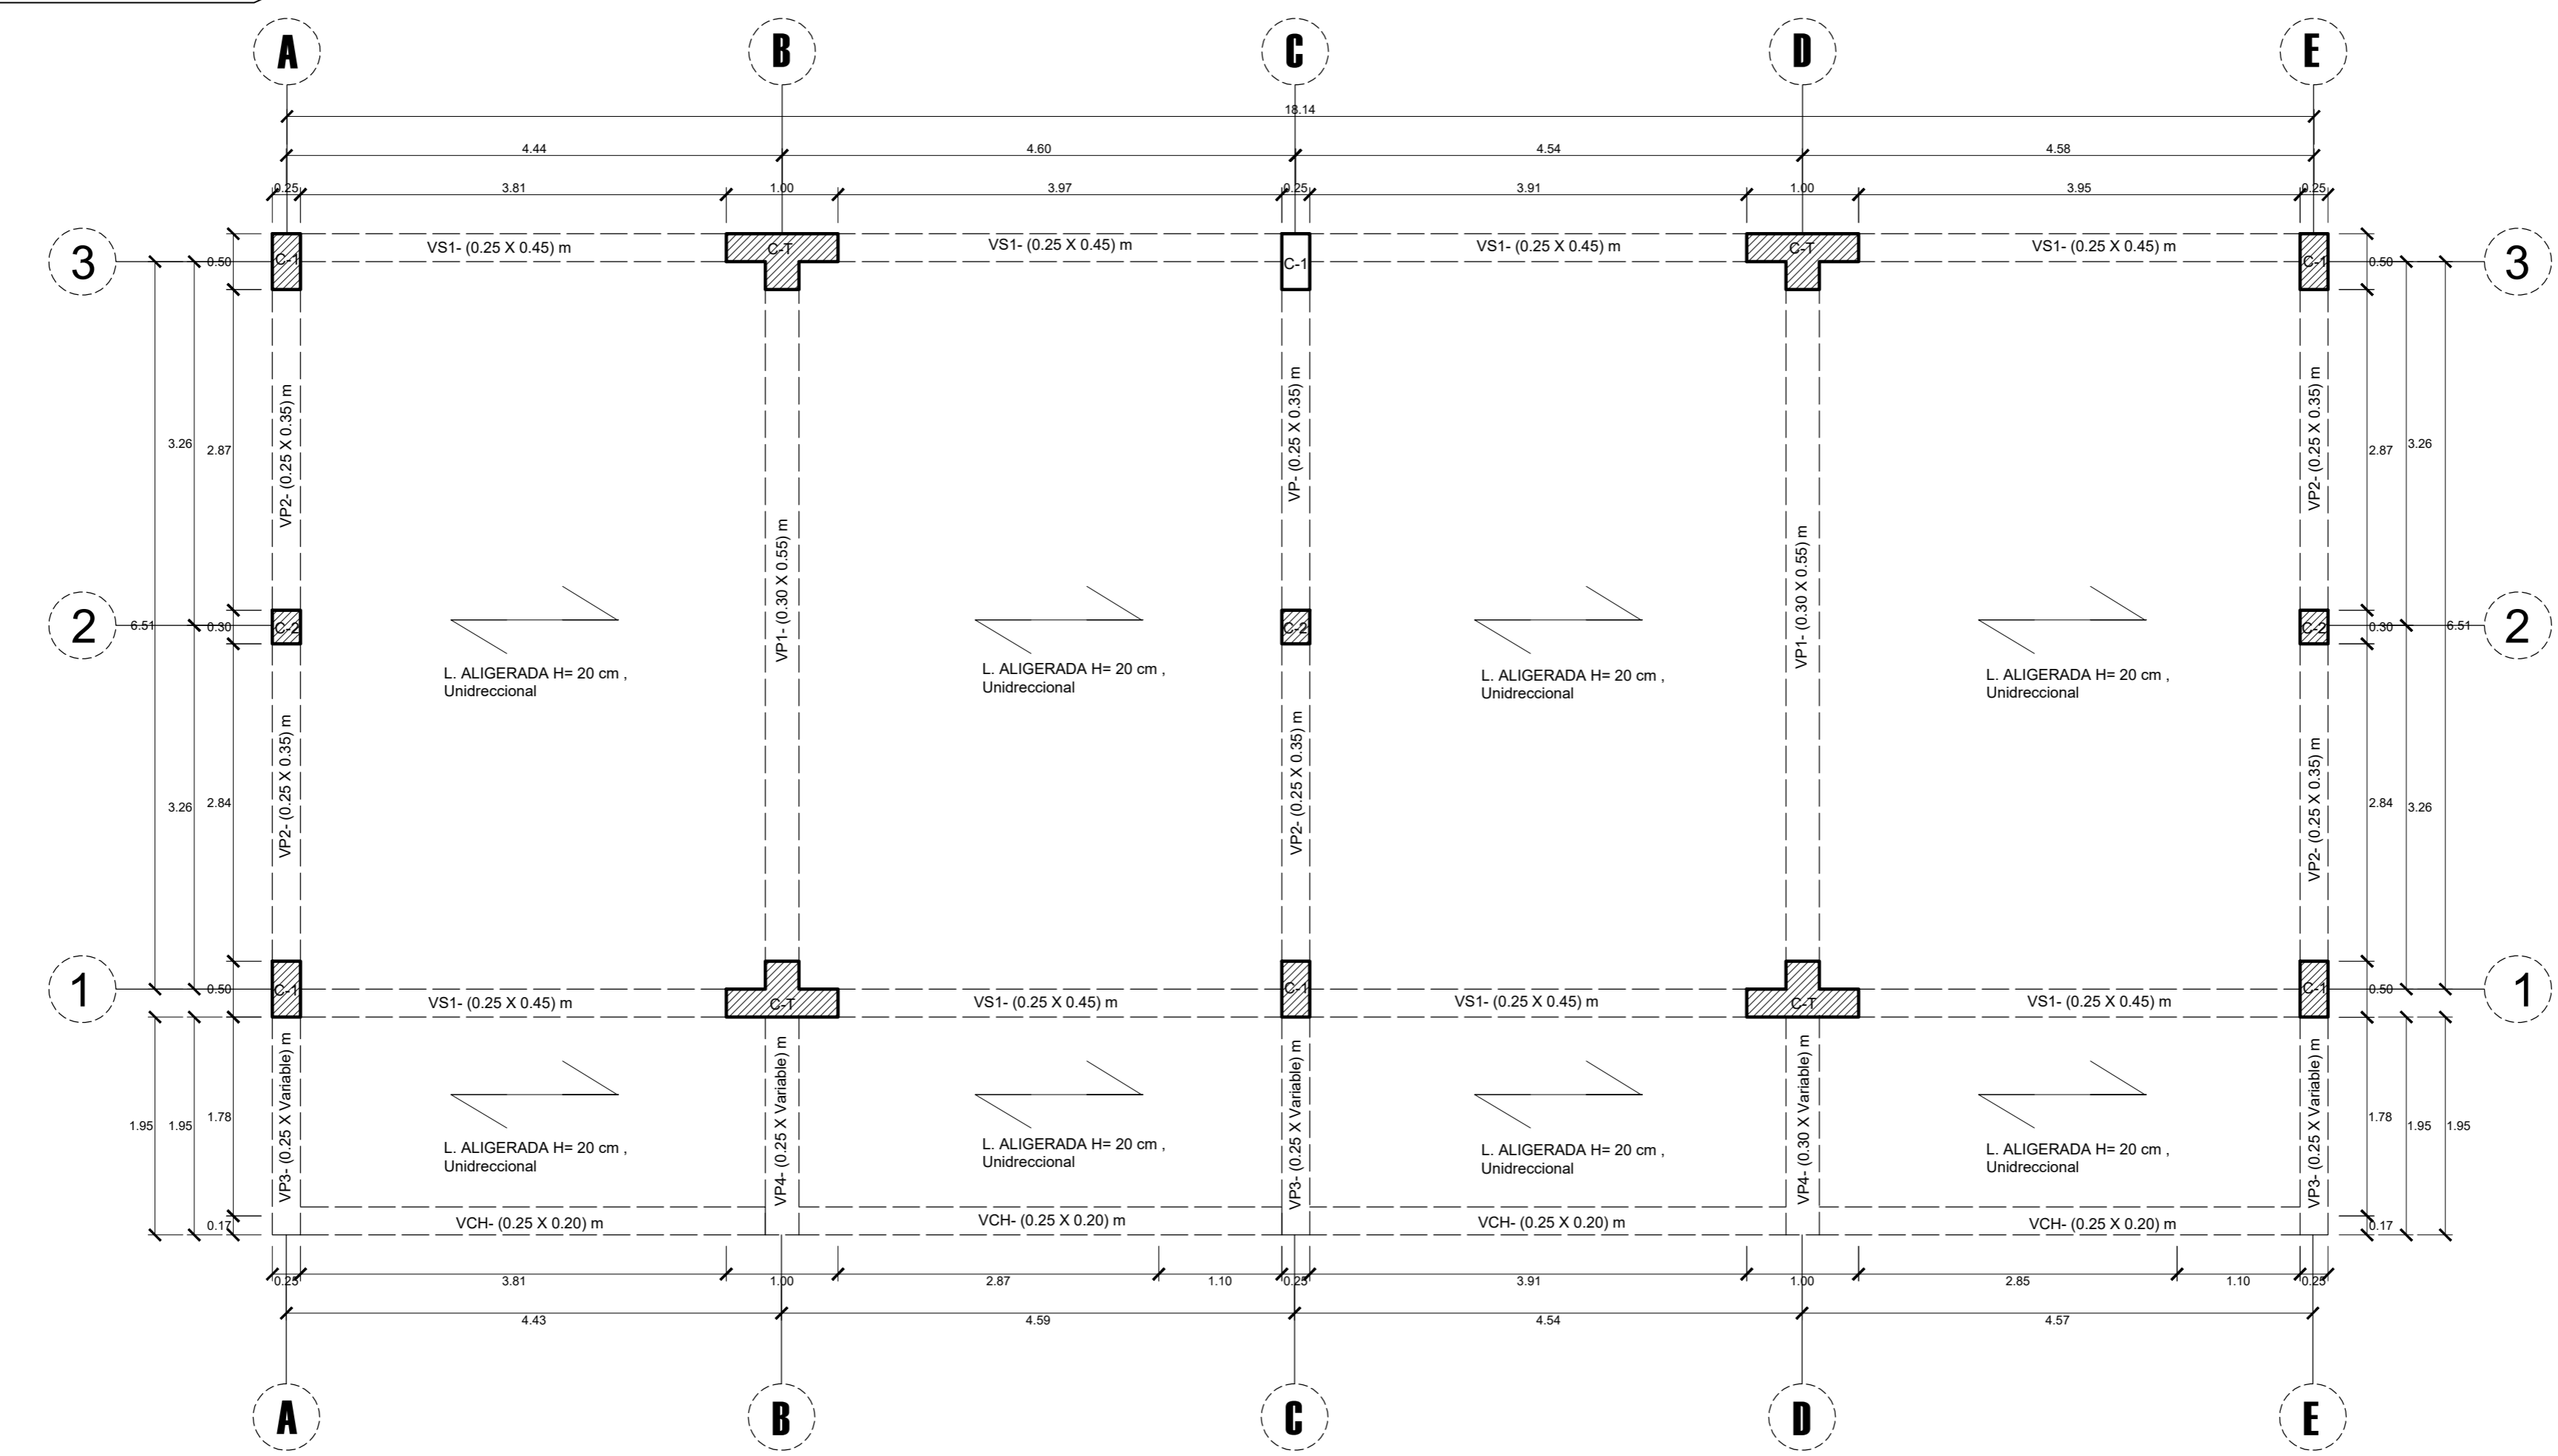 A B C D E
18.14
4.44 4.60 4.54 4.58
0.25 3.81 1.00 3.97 0.25 3.91 1.00 3.95 0.25
VS1- (0.25 X 0.45) m C-T VS1- (0.25 X 0.45) m VS1- (0.25 X 0.45) m C-T VS1- (0.25 X 0.45) m
3 0.50 C-1 C-1 C-1 0.50 3
VP2- (0.25 X 0.35) m VP- (0.25 X 0.35) m VP2- (0.25 X 0.35) m
3.26 2.87 2.87 3.26
VP1- (0.30 X 0.55) m VP1- (0.30 X 0.55) m
2 6.51 0.30 C-2 C-2 C-2 0.30 6.51 2
L. ALIGERADA H= 20 cm , L. ALIGERADA H= 20 cm , L. ALIGERADA H= 20 cm , L. ALIGERADA H= 20 cm ,
Unidreccional Unidreccional Unidreccional Unidreccional
VP2- (0.25 X 0.35) m VP2- (0.25 X 0.35) m VP2- (0.25 X 0.35) m
3.26 2.84 2.84 3.26
1 0.50 C-1 C-1 C-1 0.50 1
VS1- (0.25 X 0.45) m C-T VS1- (0.25 X 0.45) m VS1- (0.25 X 0.45) m C-T VS1- (0.25 X 0.45) m
VP3- (0.25 X Variable) m VP4- (0.25 X Variable) m VP3- (0.25 X Variable) m VP4- (0.30 X Variable) m VP3- (0.25 X Variable) m
1.95 1.95 1.78 1.78 1.95 1.95
L. ALIGERADA H= 20 cm , L. ALIGERADA H= 20 cm , L. ALIGERADA H= 20 cm , L. ALIGERADA H= 20 cm ,
Unidreccional Unidreccional Unidreccional Unidreccional
0.17 VCH- (0.25 X 0.20) m VCH- (0.25 X 0.20) m VCH- (0.25 X 0.20) m VCH- (0.25 X 0.20) m 0.17
0.25 3.81 1.00 2.87 1.10 0.25 3.91 1.00 2.85 1.10 0.25
4.43 4.59 4.54 4.57
A B C D E